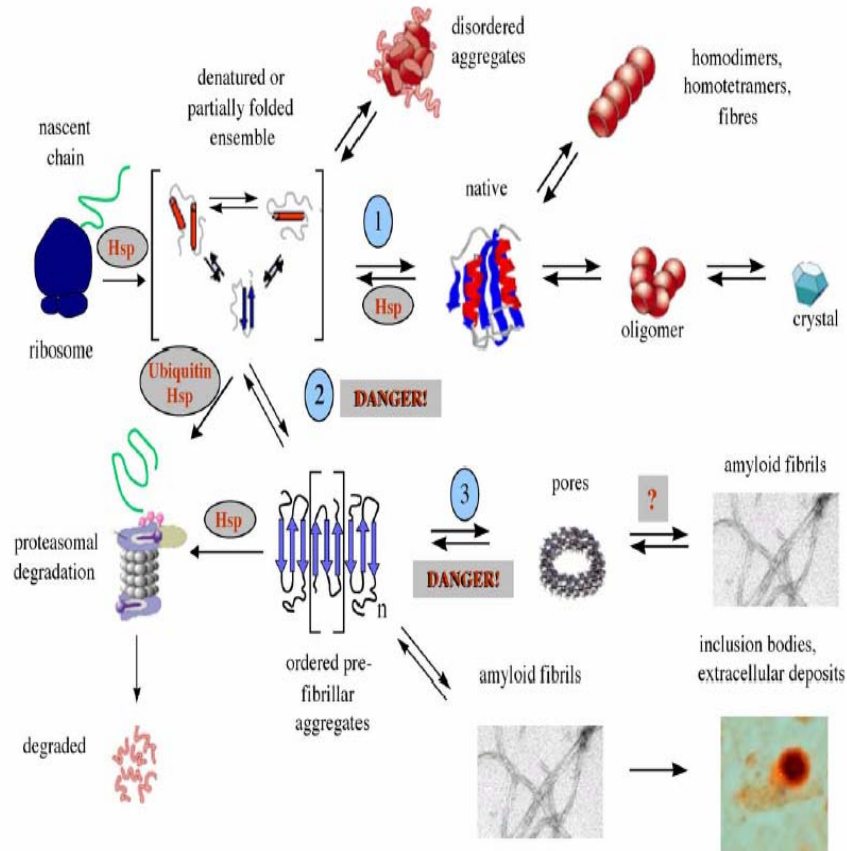 disordered
aggregates
homodimers,
homotetramers,
fibres
denatured or
partially folded
ensemble
nascent
chain
native
1
Hsp
Hsp
oligomer
crystal
ribosome
Ubiquitin
Hsp
2
DANGER!
amyloid fibrils
3
pores
?
Hsp
proteasomal
degradation
DANGER!
n
inclusion bodies,
extracellular deposits
ordered pre-
fibrillar
aggregates
amyloid fibrils
degraded